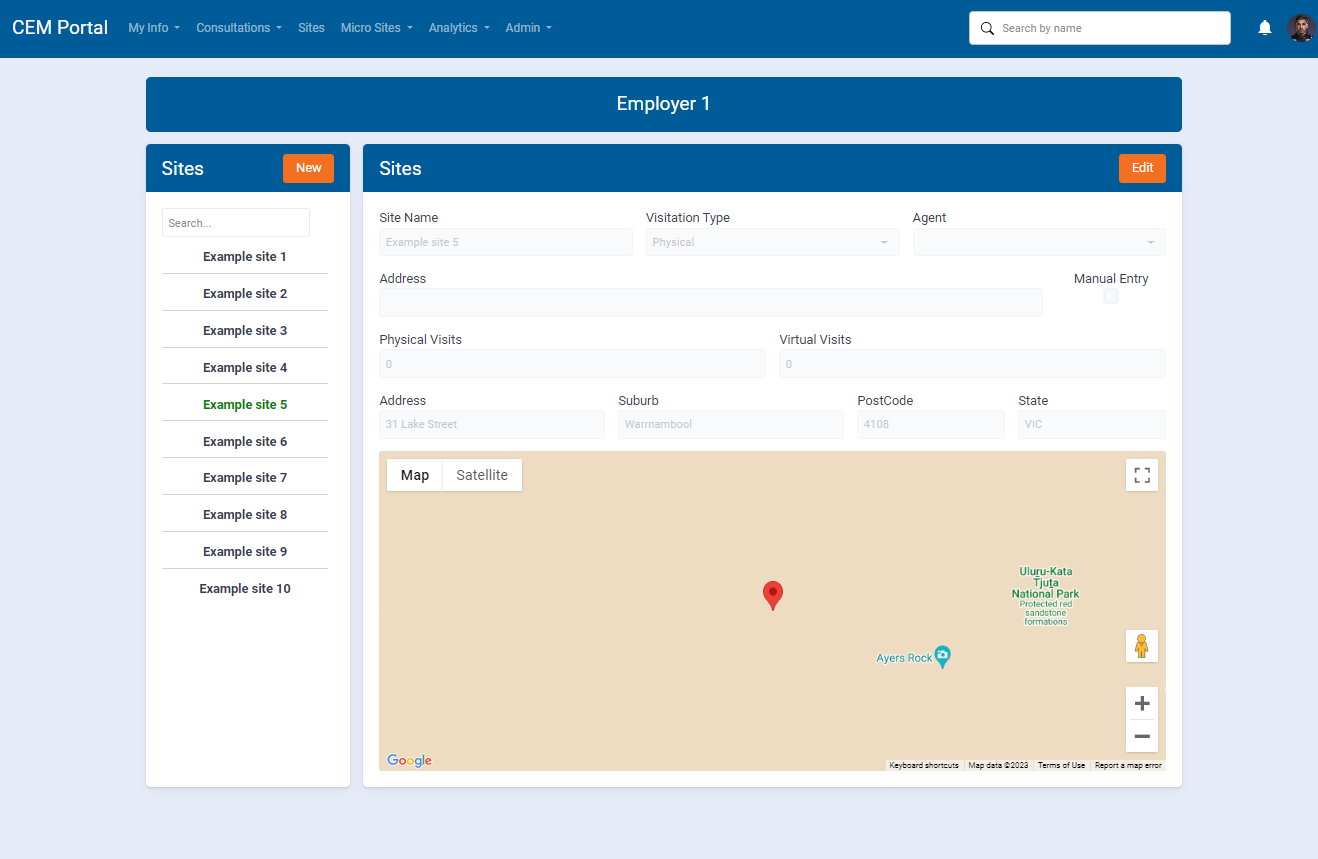 CEM Portal My Info Consultations Sites Micro Sites Analytics Admin Search by name
Employer 1
Sites New
Search...
Example site 1
Example site 2
Example site 3
Example site 4
Example site 5
Example site 6
Example site 7
Example site 8
Example site 9
Example site 10
Sites Edit
Site Name Visitation Type Agent
Example site 5 Physical
Address Manual Entry
Physical Visits Virtual Visits
0 0
Address Suburb PostCode State
31 Lake Street Warrnambool 4108 VIC
Map Satellite
Uluru-Kata
Tjuta
National Park
Protected red
sandstone
formations
Ayers Rock
Google
Keyboard shortcuts Map data ©2023 Terms of Use Report a map error